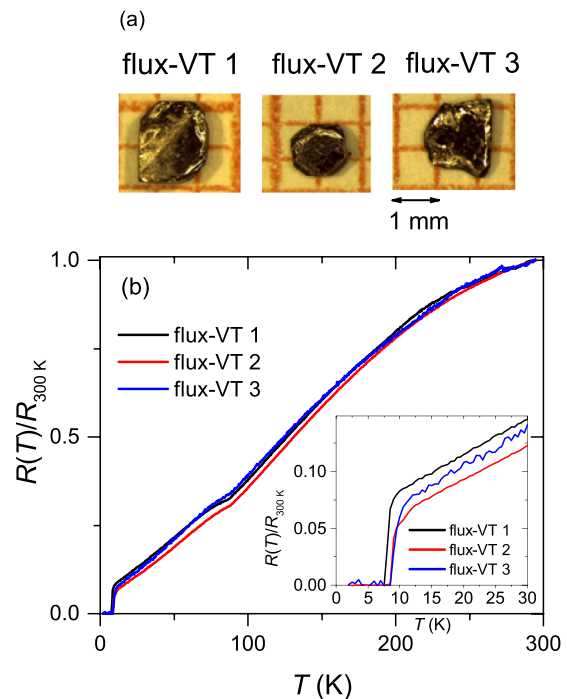 (a)
flux-VT 1 flux-VT 2 flux-VT 3
1 mm
(b)
flux-VT 1
flux-VT 2
flux-VT 3
R(T)/R300 K
1.0
0.5
0.0
0 100 200 300
T (K)
R(T)/R300 K
0.10
0.05
0.00
flux-VT 1
flux-VT 2
flux-VT 3
0 5 10 15 20 25 30
T (K)